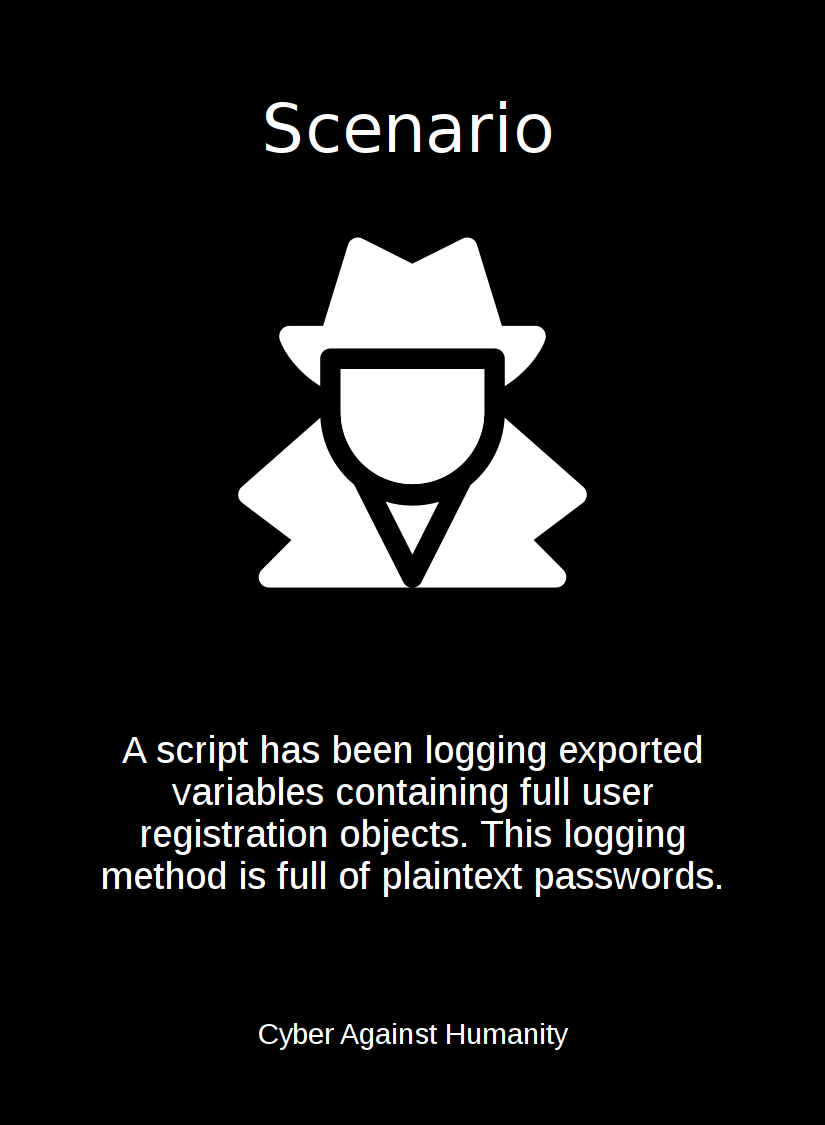 Scenario
A script has been logging exported
variables containing full user
registration objects. This logging
method is full of plaintext passwords.
Cyber Against Humanity